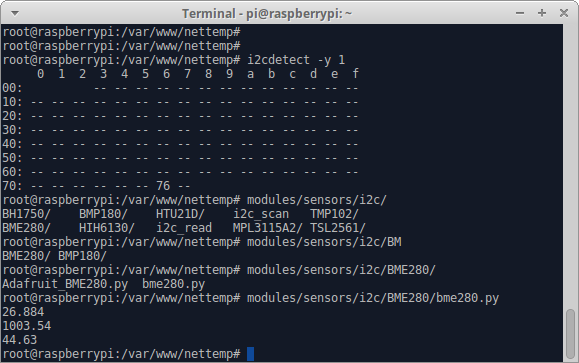 Terminal - pi@raspberrypi: ~
root@raspberrypi:/var/www/nettemp#
root@raspberrypi:/var/www/nettemp#
root@raspberrypi:/var/www/nettemp# i2cdetect -y 1
     0  1  2  3  4  5  6  7  8  9  a  b  c  d  e  f
00:          -- -- -- -- -- -- -- -- -- -- -- -- --
10: -- -- -- -- -- -- -- -- -- -- -- -- -- -- -- --
20: -- -- -- -- -- -- -- -- -- -- -- -- -- -- -- --
30: -- -- -- -- -- -- -- -- -- -- -- -- -- -- -- --
40: -- -- -- -- -- -- -- -- -- -- -- -- -- -- -- --
50: -- -- -- -- -- -- -- -- -- -- -- -- -- -- -- --
60: -- -- -- -- -- -- -- -- -- -- -- -- -- -- -- --
70: -- -- -- -- -- -- 76 --
root@raspberrypi:/var/www/nettemp# modules/sensors/i2c/
BH1750/    BMP180/    HTU21D/    i2c_scan   TMP102/
BME280/    HIH6130/   i2c_read   MPL3115A2/ TSL2561/
root@raspberrypi:/var/www/nettemp# modules/sensors/i2c/BM
BME280/ BMP180/
root@raspberrypi:/var/www/nettemp# modules/sensors/i2c/BME280/
Adafruit_BME280.py  bme280.py
root@raspberrypi:/var/www/nettemp# modules/sensors/i2c/BME280/bme280.py
26.884
1003.54
44.63
root@raspberrypi:/var/www/nettemp#